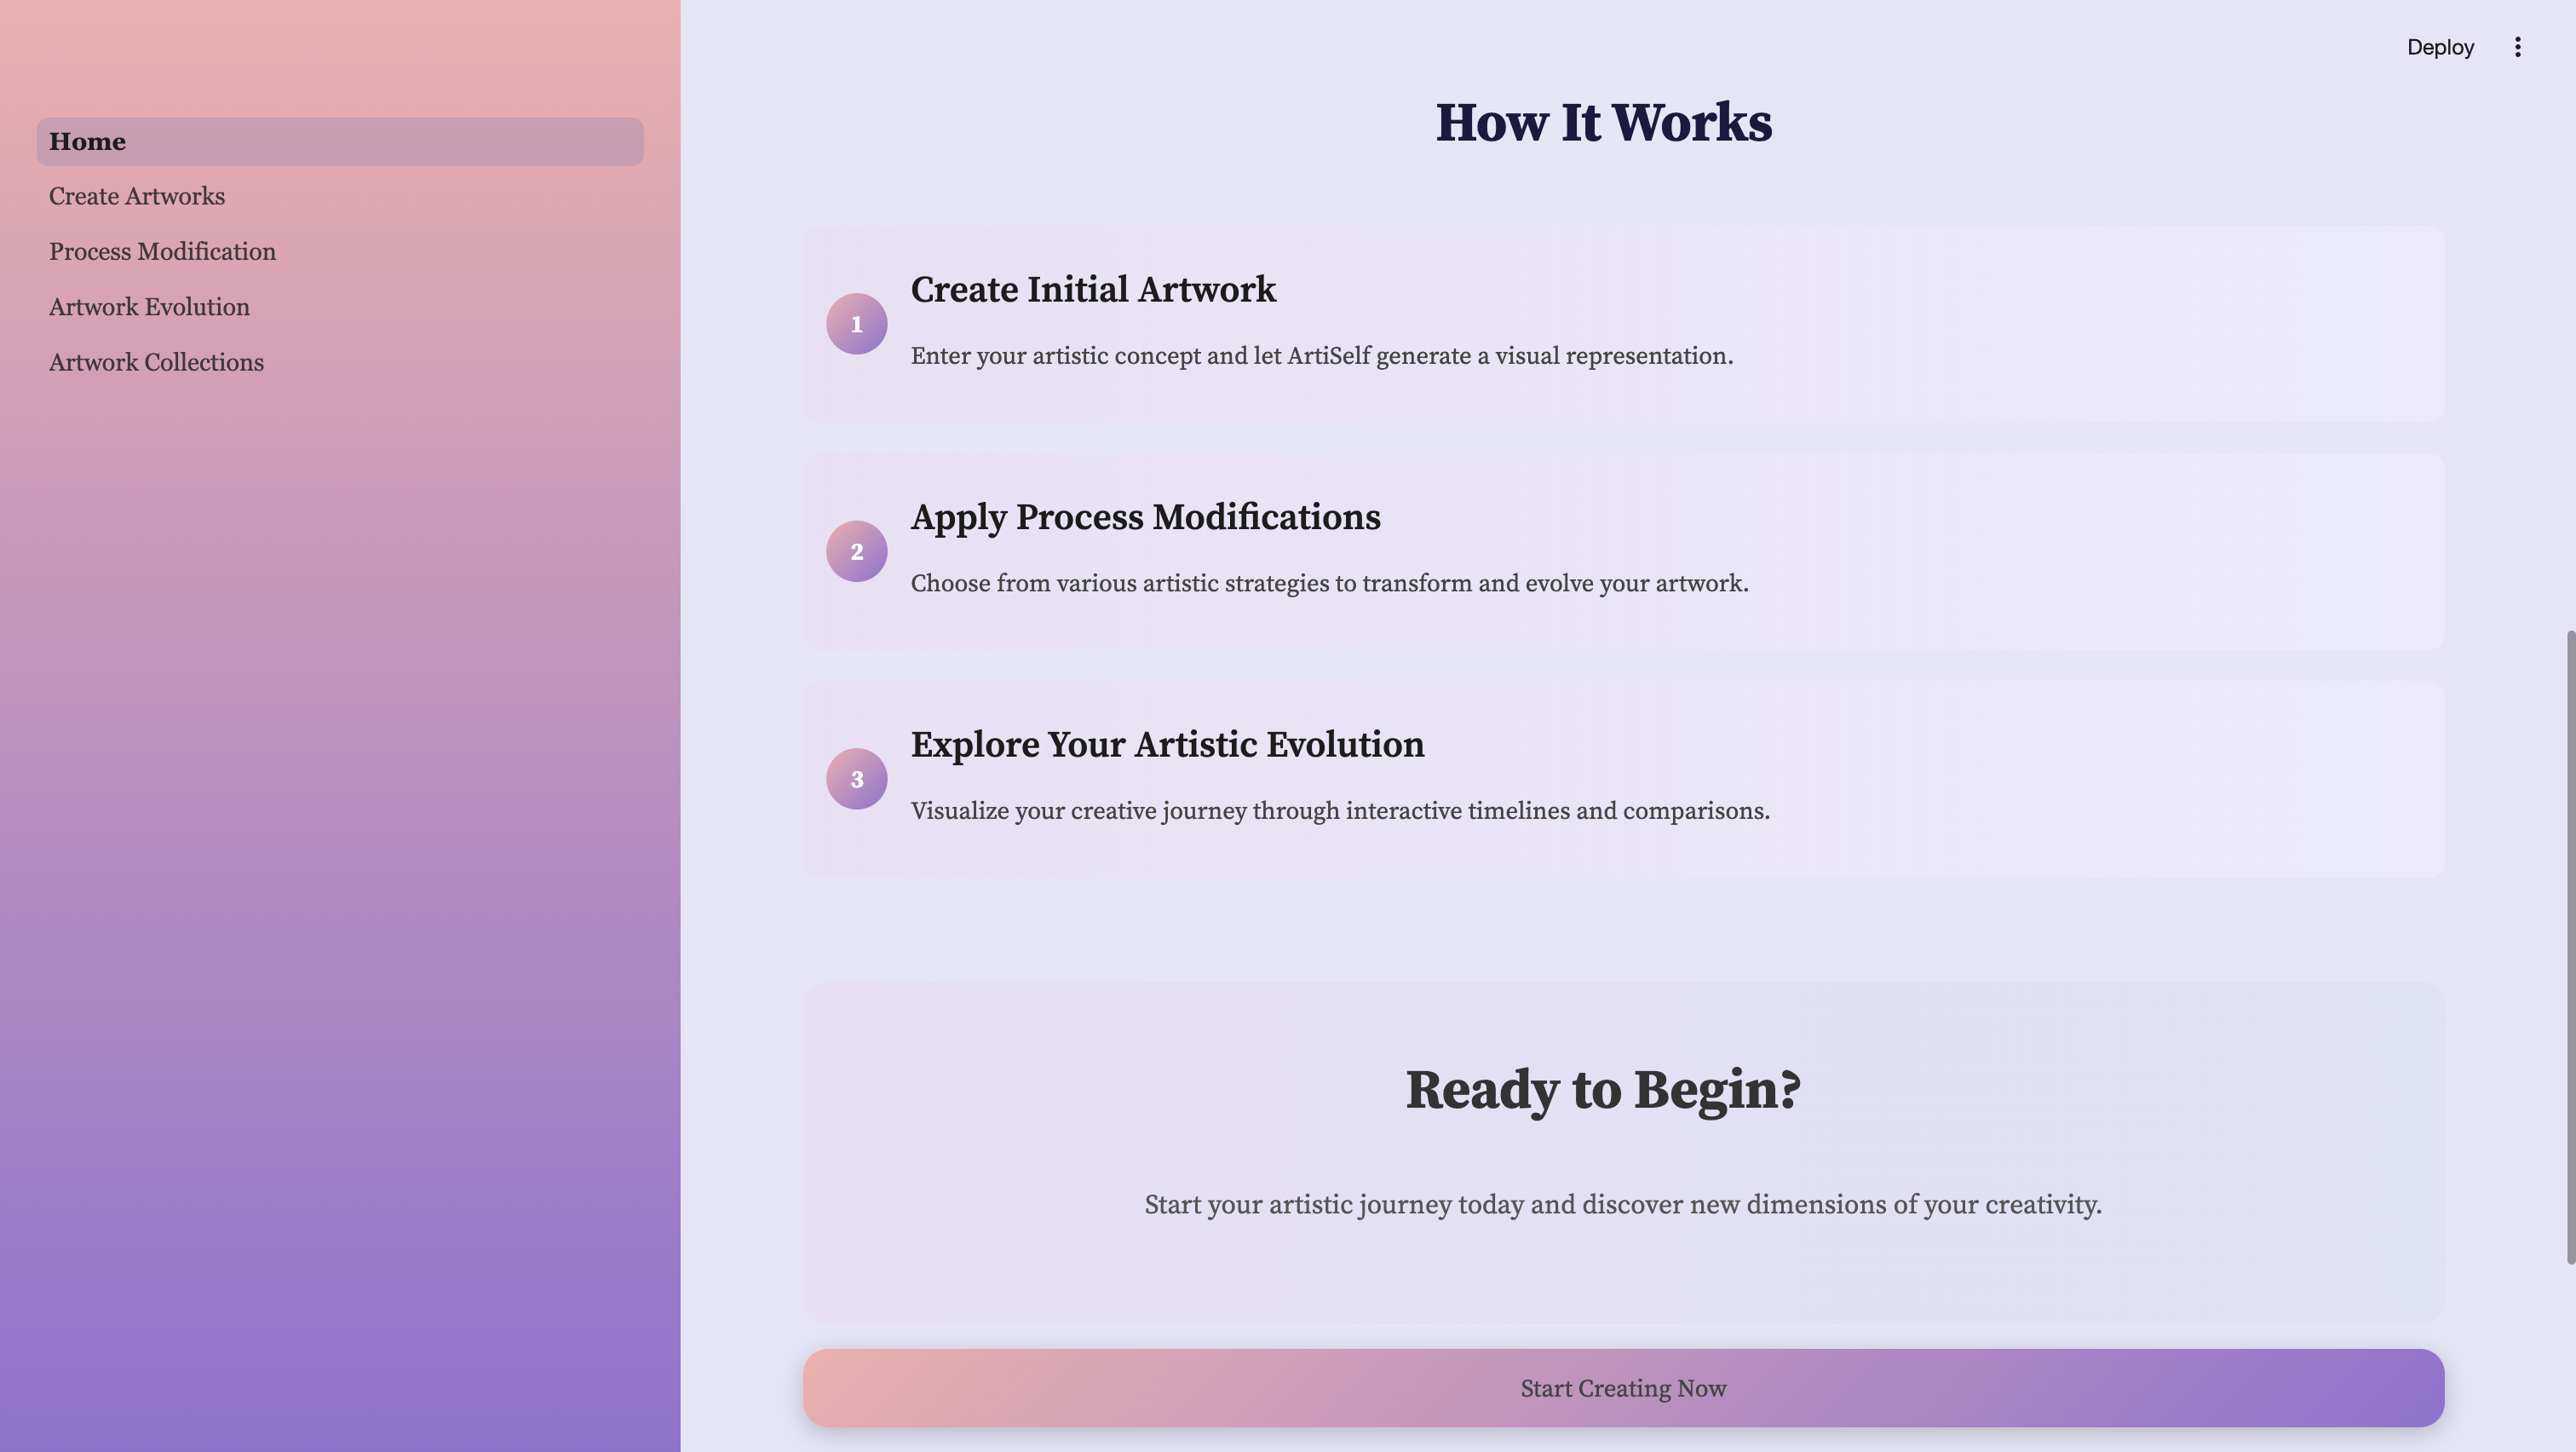 Deploy
Home
Create Artworks
Process Modification
Artwork Evolution
Artwork Collections
How It Works
1
Create Initial Artwork
Enter your artistic concept and let ArtiSelf generate a visual representation.
2
Apply Process Modifications
Choose from various artistic strategies to transform and evolve your artwork.
3
Explore Your Artistic Evolution
Visualize your creative journey through interactive timelines and comparisons.
Ready to Begin?
Start your artistic journey today and discover new dimensions of your creativity.
Start Creating Now